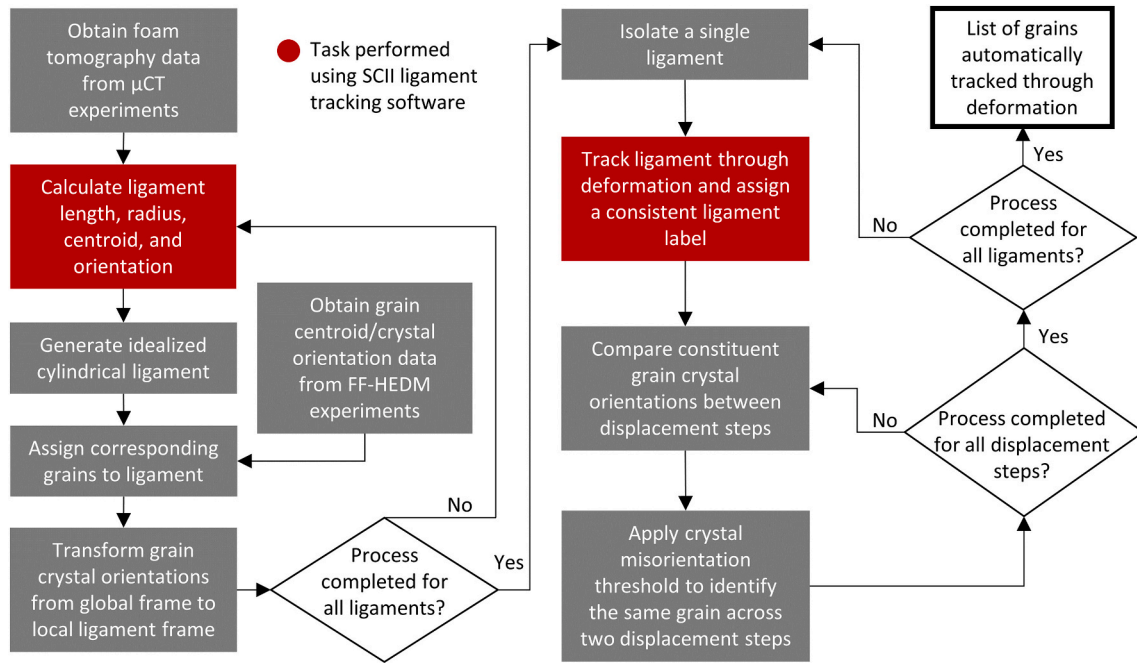 Obtain foam
tomography data
from µCT
experiments
Task performed
using SCII ligament
tracking software
Calculate ligament
length, radius,
centroid, and
orientation
Generate idealized
cylindrical ligament
Obtain grain
centroid/crystal
orientation data
from FF-HEDM
experiments
Assign corresponding
grains to ligament
Transform grain
crystal orientations
from global frame to
local ligament frame
Process
completed for
all ligaments?
No
Yes
Isolate a single
ligament
Track ligament through
deformation and assign
a consistent ligament
label
Compare constituent
grain crystal
orientations between
displacement steps
Apply crystal
misorientation
threshold to identify
the same grain across
two displacement steps
Process completed
for all displacement
steps?
No
Yes
Process
completed for
all ligaments?
No
Yes
List of grains
automatically
tracked through
deformation